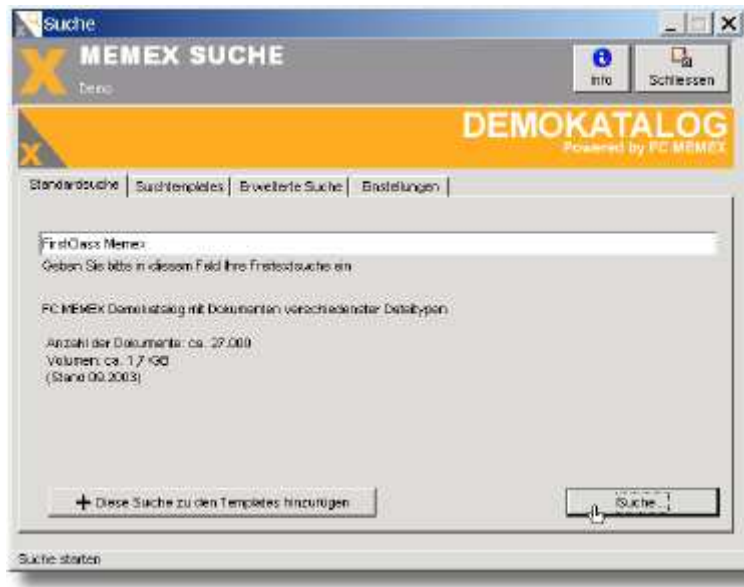 Suche
MEMEX SUCHE
Demo
Info
Schliessen
DEMOKATALOG
Powered by PC MEMEX
Standardsuche
Suchtemplates
Erweiterte Suche
Einstellungen
FirstClass Memex
Geben Sie bitte in diesem Feld Ihre Freitextsuche ein
PC MEMEX Demokatalog mit Dokumenten verschiedenster Dateitypen
Anzahl der Dokumente: ca. 27.000
Volumen: ca. 1,7 GB
(Stand 09.2003)
+ Diese Suche zu den Templates hinzufügen
Suche...
Suche starten